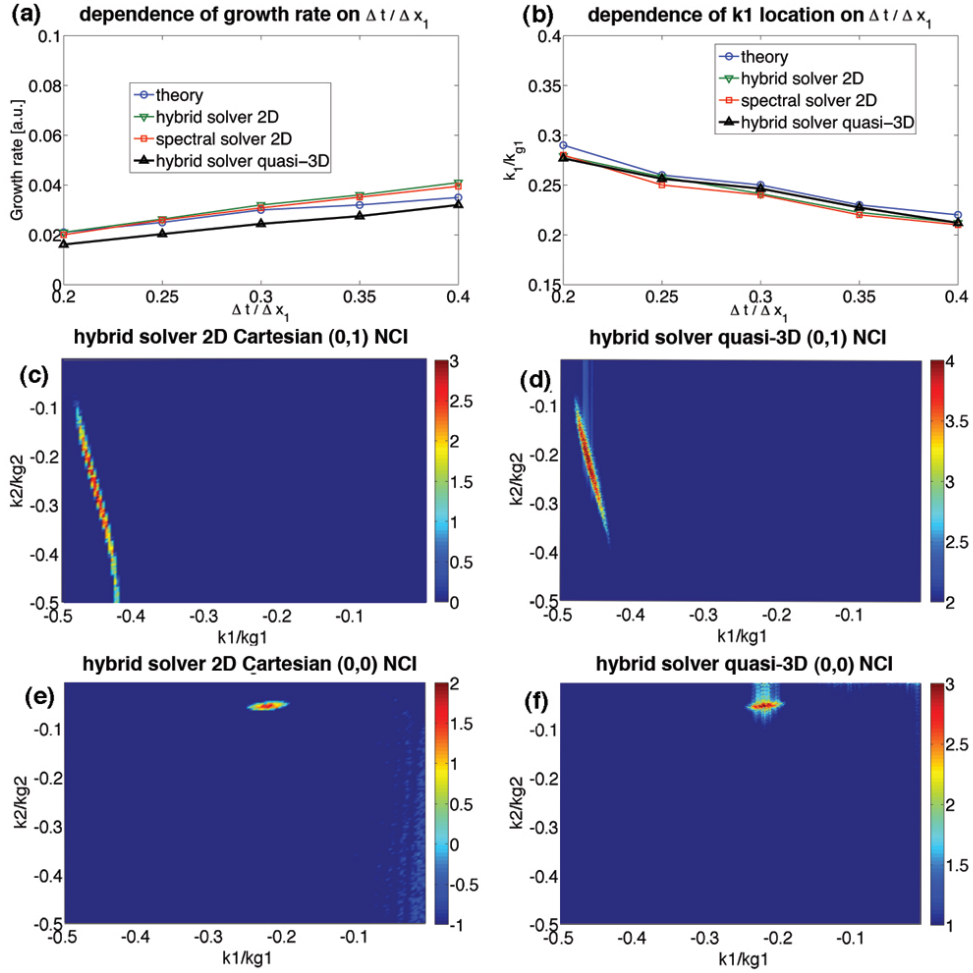 (a) dependence of growth rate on Δ t / Δ x₁
0.1
0.08
0.06
0.04
0.02
0
Growth rate [a.u.]
theory
hybrid solver 2D
spectral solver 2D
hybrid solver quasi−3D
0.2 0.25 0.3 0.35 0.4
Δ t / Δ x₁
(b) dependence of k1 location on Δ t / Δ x₁
0.4
0.35
0.3
0.25
0.2
0.15
k₁/k_g1
theory
hybrid solver 2D
spectral solver 2D
hybrid solver quasi−3D
0.2 0.25 0.3 0.35 0.4
Δ t / Δ x₁
hybrid solver 2D Cartesian (0,1) NCI
(c)
-0.1
-0.2
-0.3
-0.4
-0.5
k2/kg2
-0.5 -0.4 -0.3 -0.2 -0.1
k1/kg1
3
2.5
2
1.5
1
0.5
0
hybrid solver quasi-3D (0,1) NCI
(d)
-0.1
-0.2
-0.3
-0.4
-0.5
k2/kg2
-0.5 -0.4 -0.3 -0.2 -0.1
k1/kg1
4
3.5
3
2.5
2
hybrid solver 2D Cartesian (0,0) NCI
(e)
-0.1
-0.2
-0.3
-0.4
-0.5
k2/kg2
-0.5 -0.4 -0.3 -0.2 -0.1
k1/kg1
2
1.5
1
0.5
0
-0.5
-1
hybrid solver quasi-3D (0,0) NCI
(f)
-0.1
-0.2
-0.3
-0.4
-0.5
k2/kg2
-0.5 -0.4 -0.3 -0.2 -0.1
k1/kg1
3
2.5
2
1.5
1